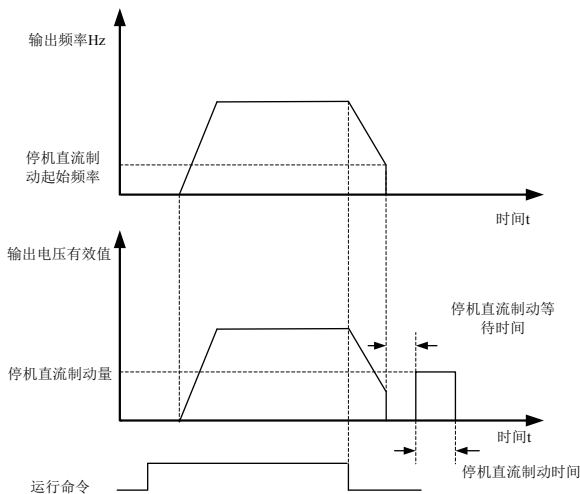 输出频率Hz
停机直流制
动起始频率
时间t
输出电压有效值
停机直流制动等
待时间
停机直流制动量
时间t
停机直流制动时间
运行命令